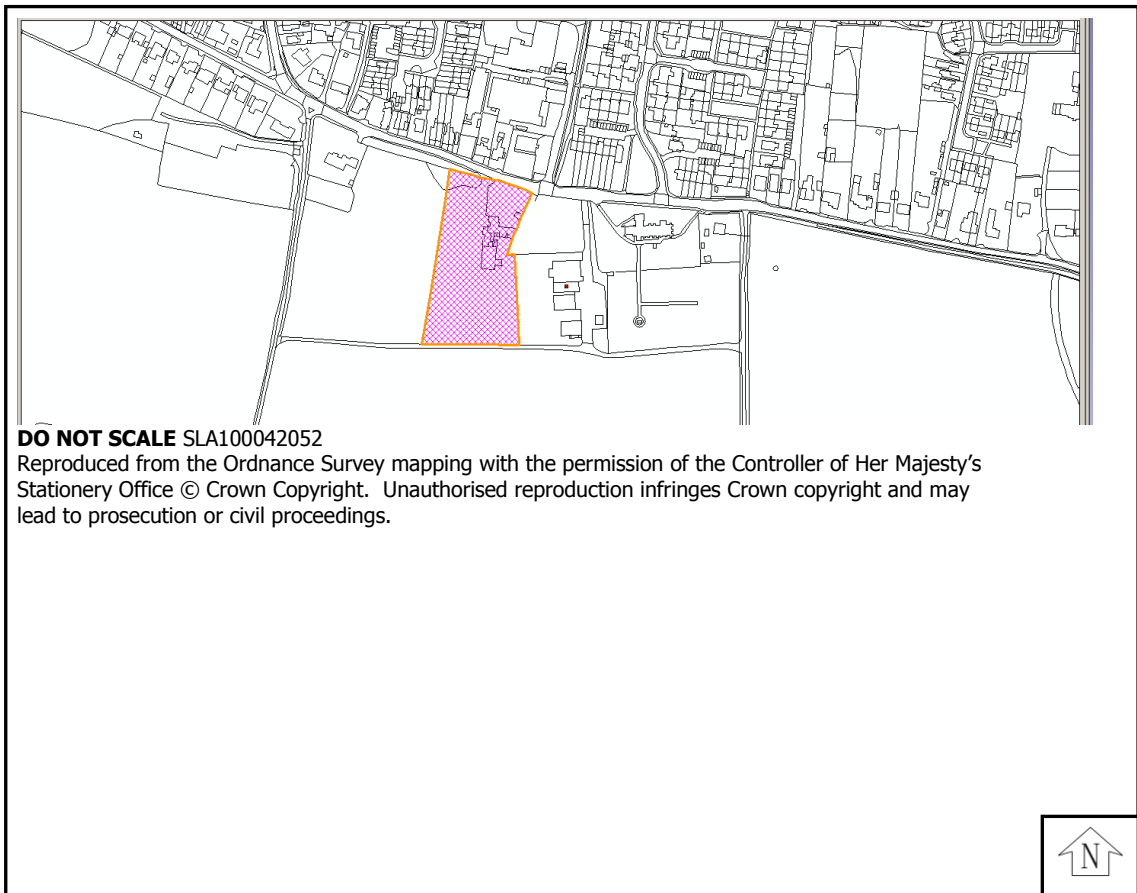 DO NOT SCALE SLA100042052
Reproduced from the Ordnance Survey mapping with the permission of the Controller of Her Majesty's
Stationery Office © Crown Copyright. Unauthorised reproduction infringes Crown copyright and may
lead to prosecution or civil proceedings.
N